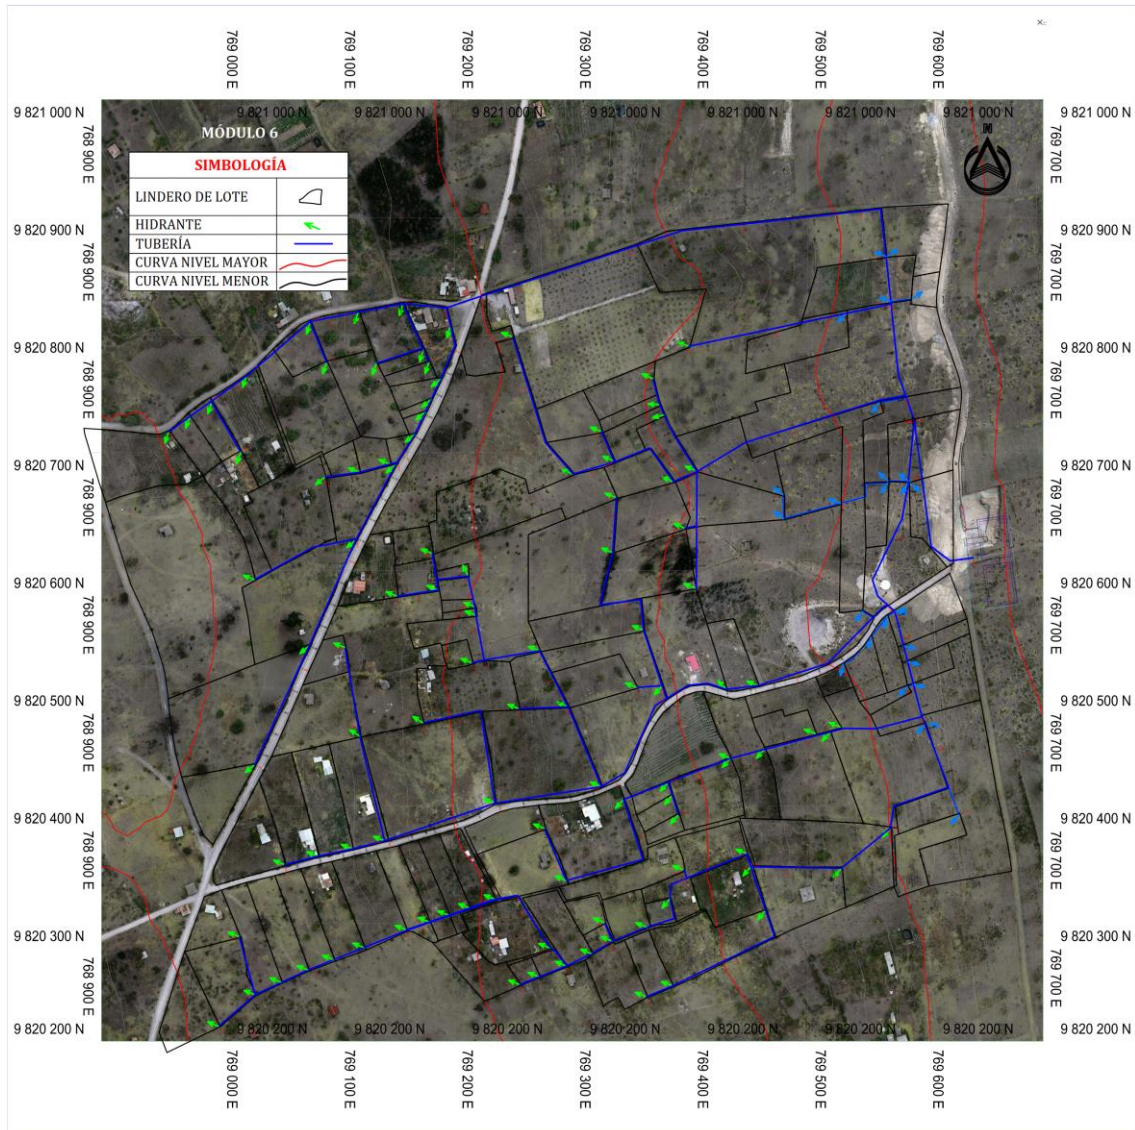 769 000 E 769 100 E 769 200 E 769 300 E 769 400 E 769 500 E 769 600 E
9 821 000 N 9 821 000 N 9 821 000 N 9 821 000 N 9 821 000 N 9 821 000 N 9 821 000 N 9 821 000 N 9 821 000 N
MÓDULO 6
N
768 900 E 769 700 E
SIMBOLOGÍA
LINDERO DE LOTE
HIDRANTE
TUBERÍA
CURVA NIVEL MAYOR
CURVA NIVEL MENOR
9 820 900 N 9 820 900 N
768 900 E 769 700 E
9 820 800 N 9 820 800 N
768 900 E 769 700 E
9 820 700 N 9 820 700 N
768 900 E 769 700 E
9 820 600 N 9 820 600 N
768 900 E 769 700 E
9 820 500 N 9 820 500 N
768 900 E 769 700 E
9 820 400 N 9 820 400 N
768 900 E 769 700 E
9 820 300 N 9 820 300 N
768 900 E 769 700 E
9 820 200 N 9 820 200 N 9 820 200 N 9 820 200 N 9 820 200 N 9 820 200 N 9 820 200 N 9 820 200 N 9 820 200 N
769 000 E 769 100 E 769 200 E 769 300 E 769 400 E 769 500 E 769 600 E